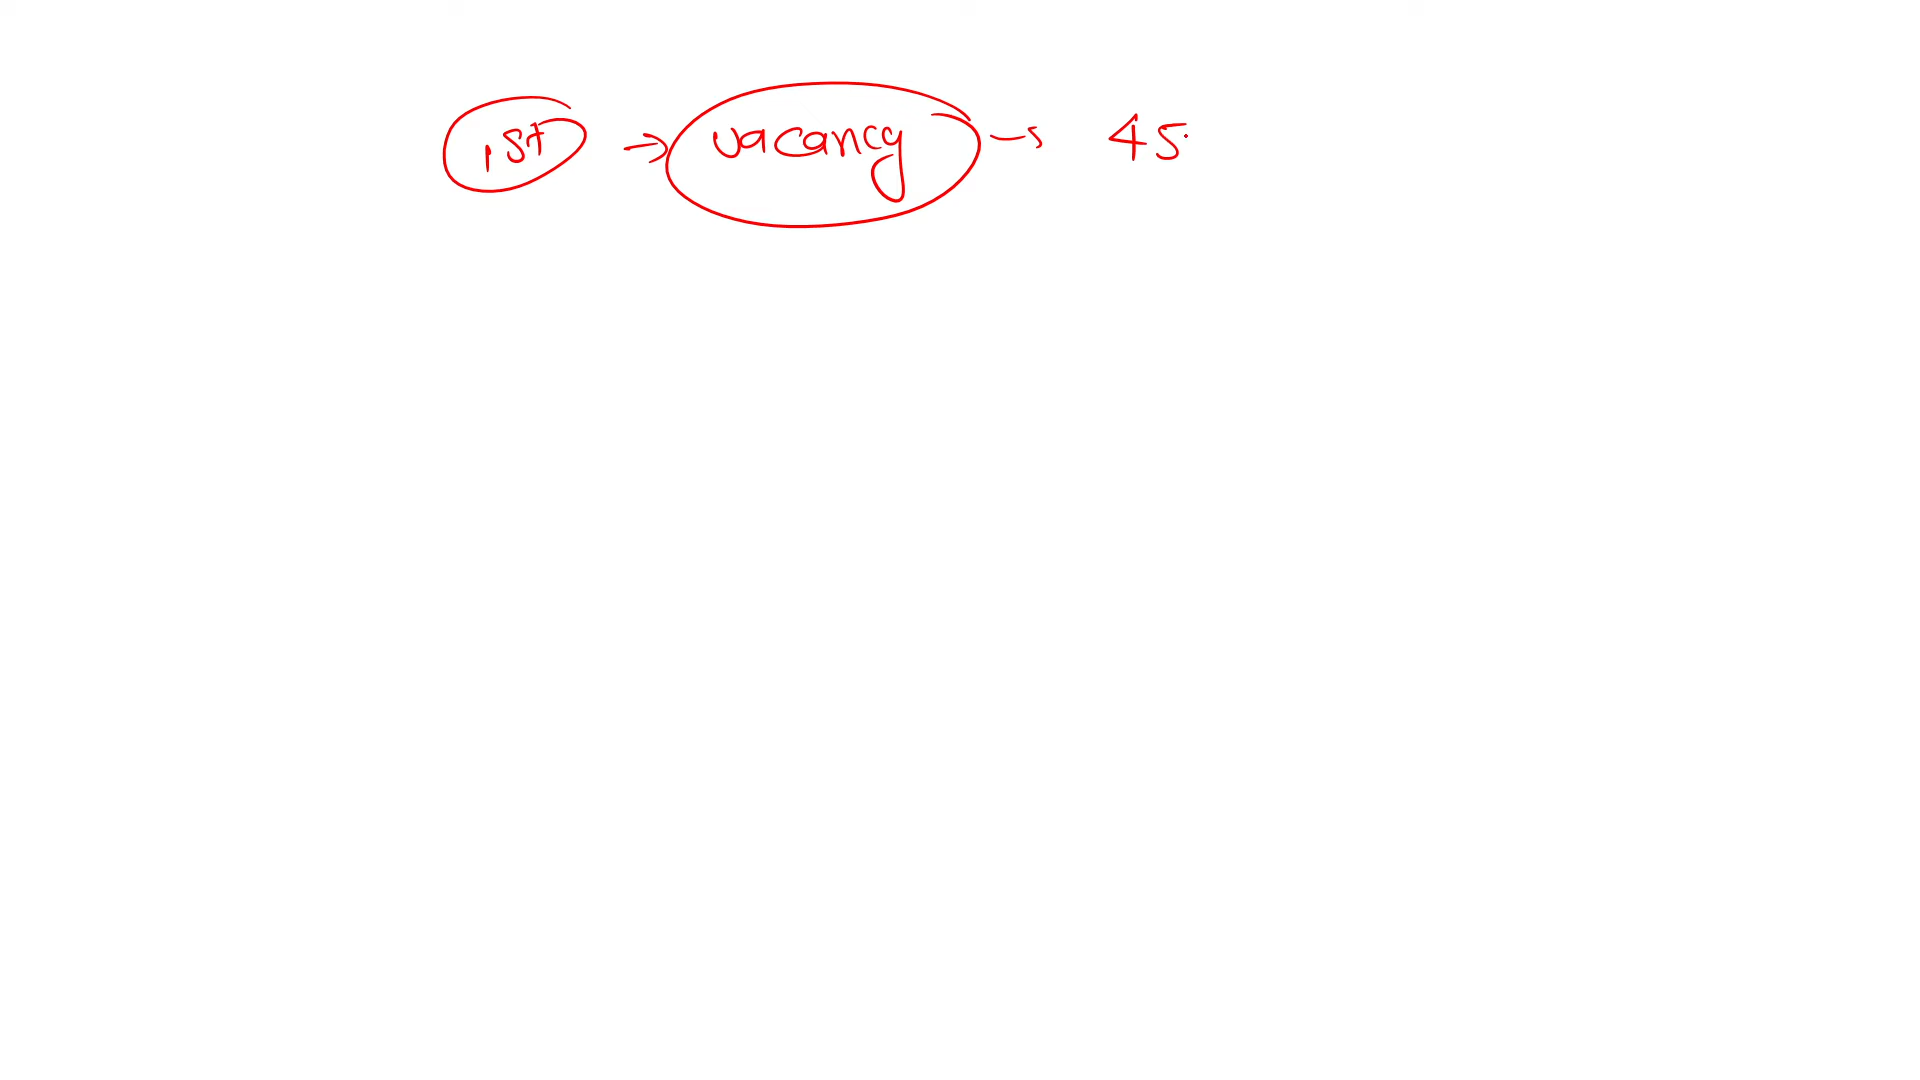 1st → vacancy → 45